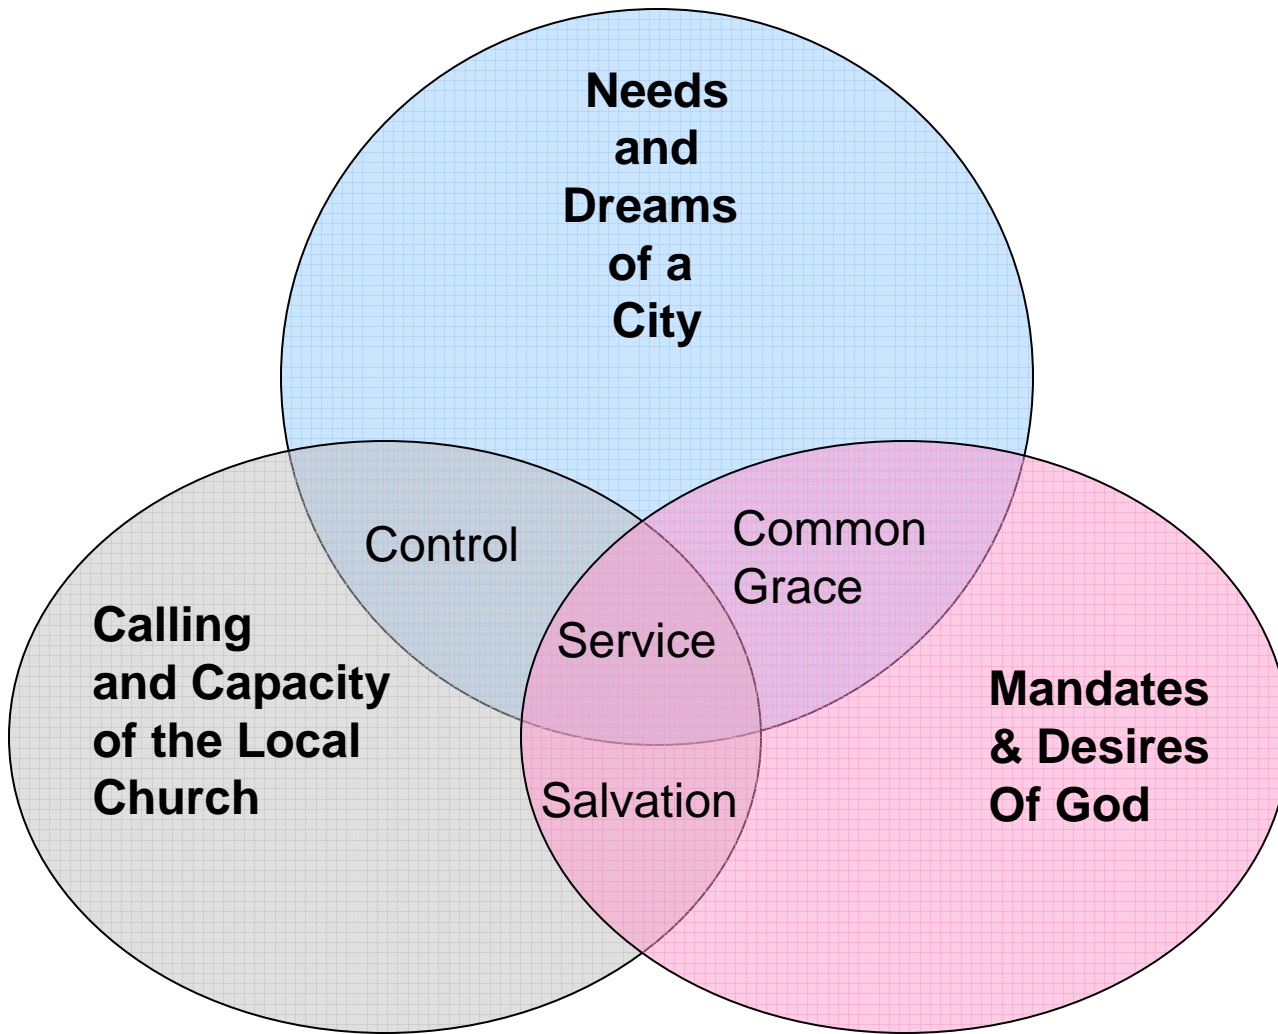 Needs
and
Dreams
of a
City
Control
Common
Grace
Service
Calling
and Capacity
of the Local
Church
Mandates
& Desires
Of God
Salvation